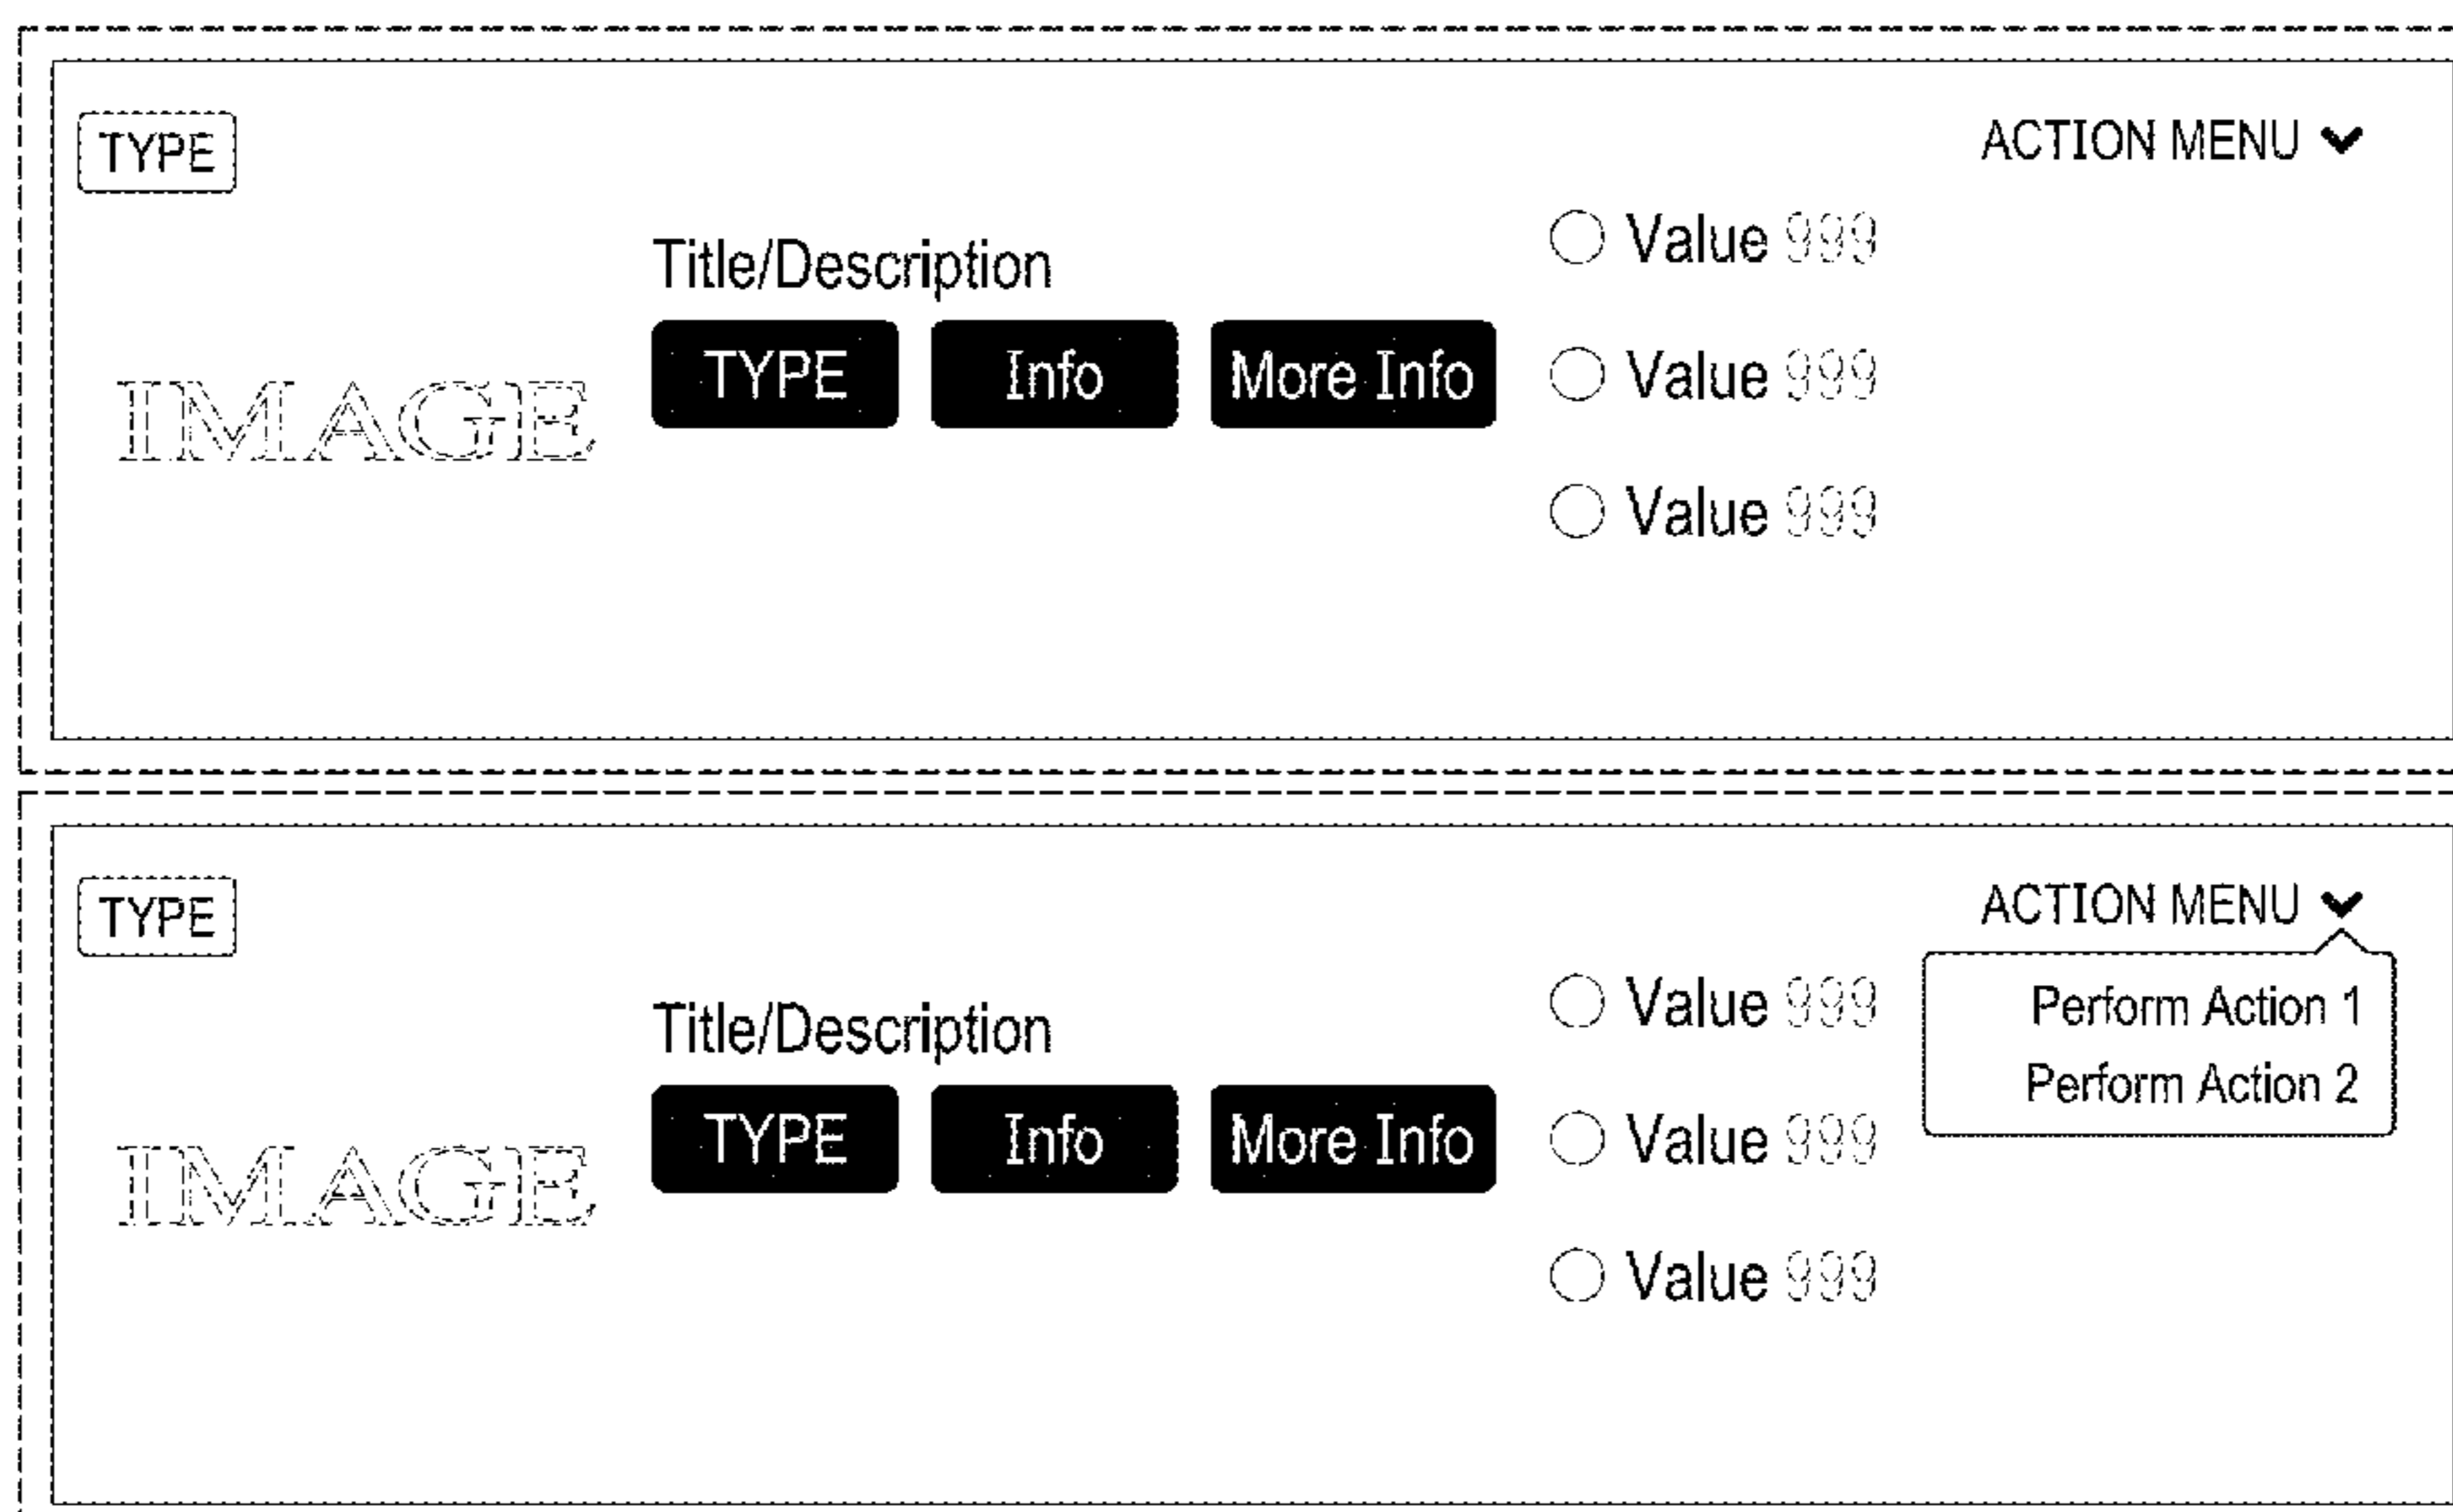 TYPE
ACTION MENU
Value 999
Title/Description
TYPE Info More Info
Value 999
IMAGE
Value 999
TYPE
ACTION MENU
Value 999
Perform Action 1
Title/Description
Perform Action 2
TYPE Info More Info
Value 999
IMAGE
Value 999